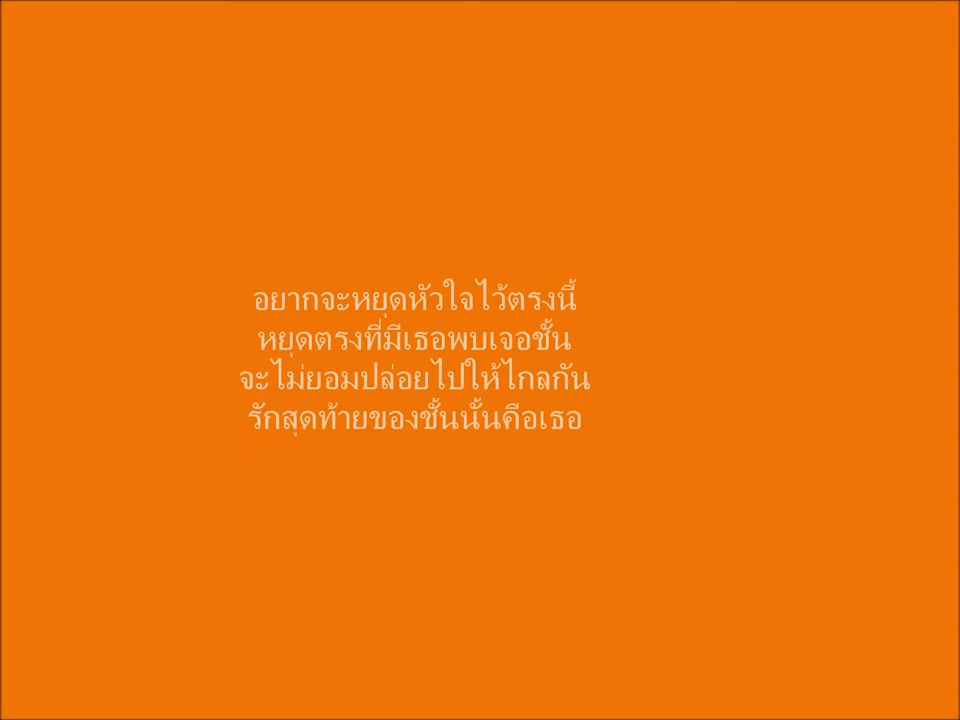 อยากจะหยุดหัวใจไว้ตรงนี้
หยุดตรงที่มีเธอพบเจอชั้น
จะไม่ยอมปล่อยไปให้ไกลกัน
รักสุดท้ายของชั้นนั้นคือเธอ